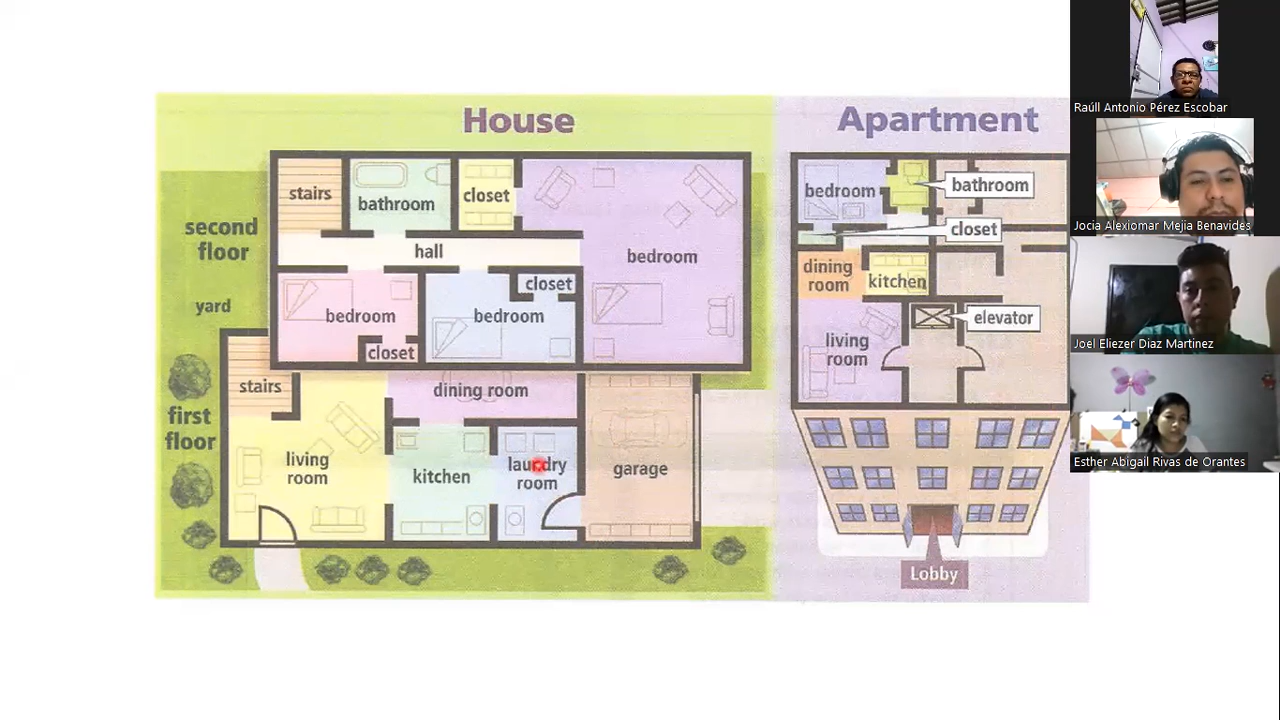 House
stairs
bathroom
closet
second
floor
hall
bedroom
yard
bedroom
closet
bedroom
closet
stairs
first
floor
dining room
living
room
kitchen
laundry
room
garage
Apartment
bedroom
bathroom
closet
dining
room
kitchen
elevator
living
room
Lobby
Raúll Antonio Pérez Escobar
Jocia Alexiomar Mejia Benavides
Joel Eliezer Diaz Martinez
Esther Abigail Rivas de Orantes